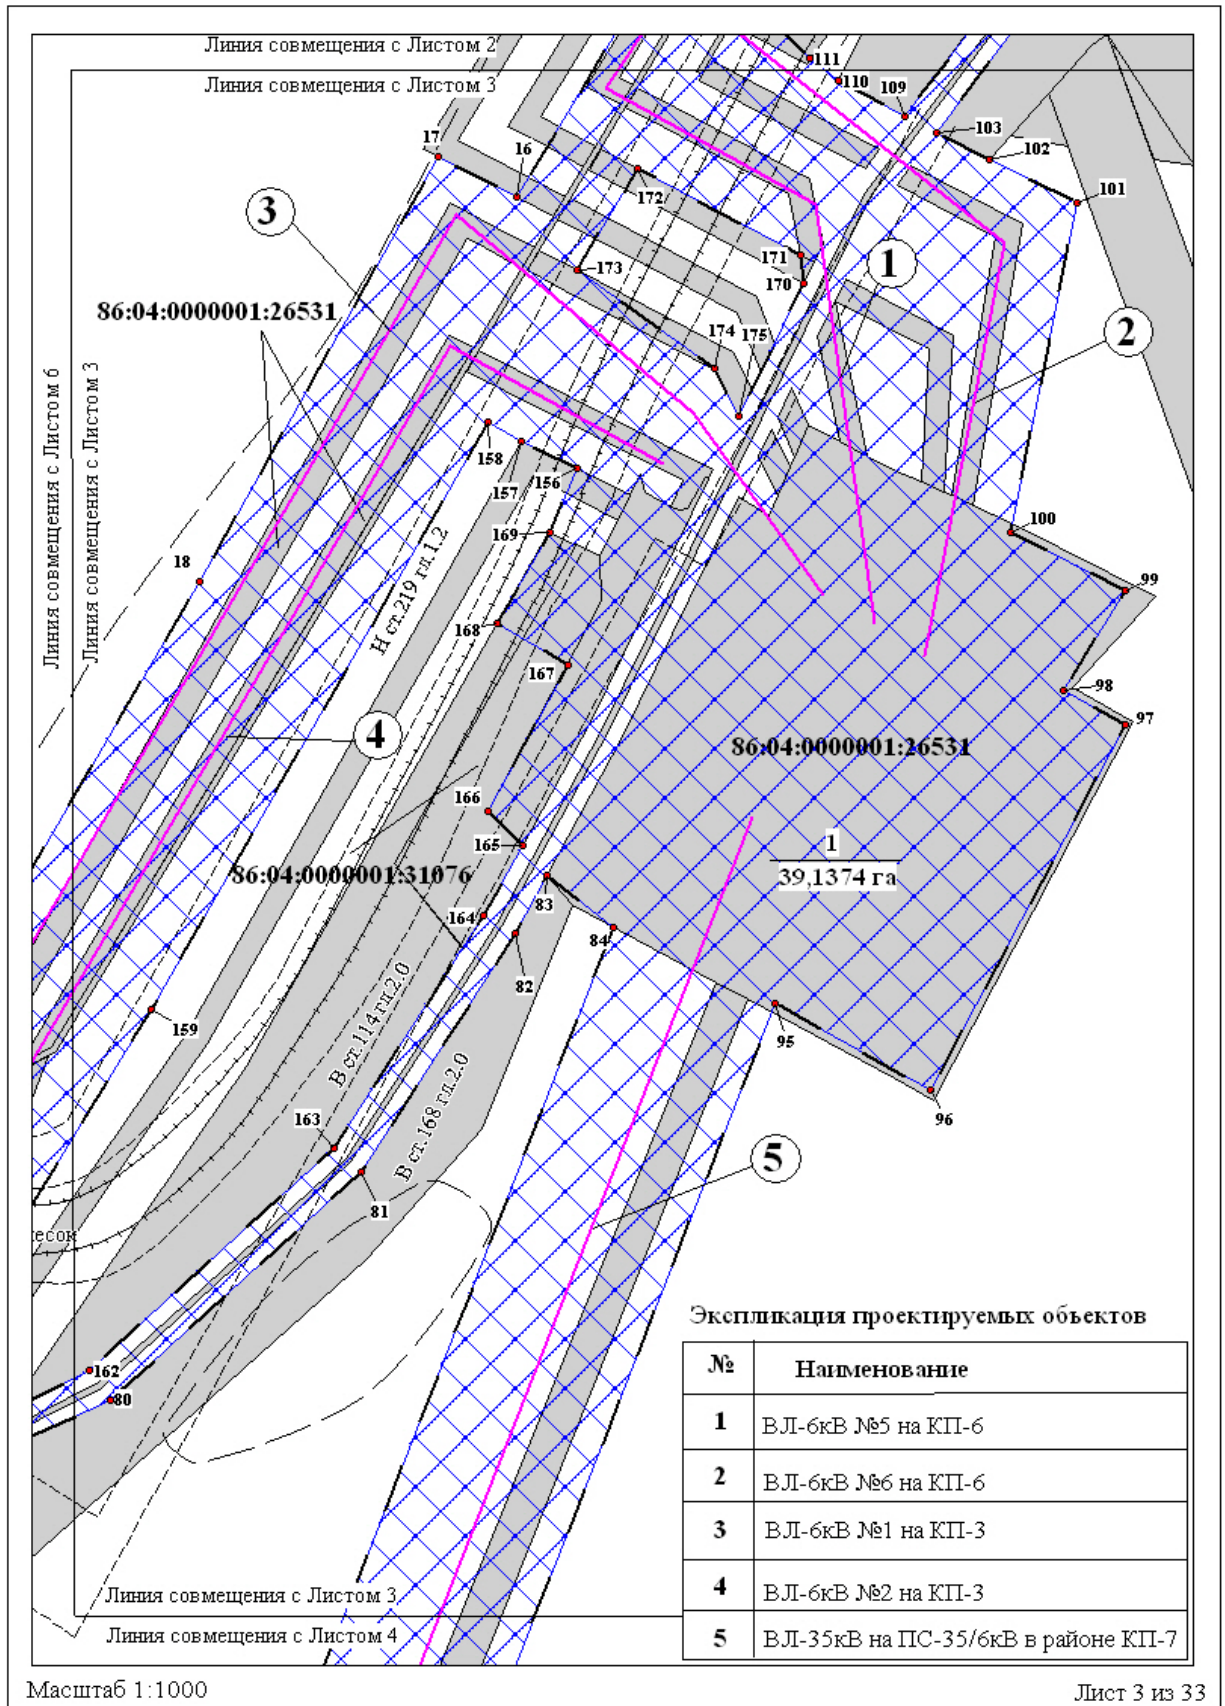 Линия совмещения с Листом 2
Линия совмещения с Листом 3
111
110
109
103
102
101
17
16
172
171
170
173
174
175
3
1
2
86:04:0000001:26531
Линия совмещения с Листом 6
Линия совмещения с Листом 3
158
157
156
169
100
99
18
Н ст.219 гл.1.2
168
167
98
97
4
86:04:0000001:26531
166
165
1
39,1374 га
86:04:0000001:31076
83
164
84
82
159
В ст.114 гл.2.0
95
96
В ст.168 гл.2.0
163
81
5
есок
162
80
Экспликация проектируемых объектов
№ Наименование
1 ВЛ-6кВ №5 на КП-6
2 ВЛ-6кВ №6 на КП-6
3 ВЛ-6кВ №1 на КП-3
4 ВЛ-6кВ №2 на КП-3
5 ВЛ-35кВ на ПС-35/6кВ в районе КП-7
Линия совмещения с Листом 3
Линия совмещения с Листом 4
Масштаб 1:1000
Лист 3 из 33